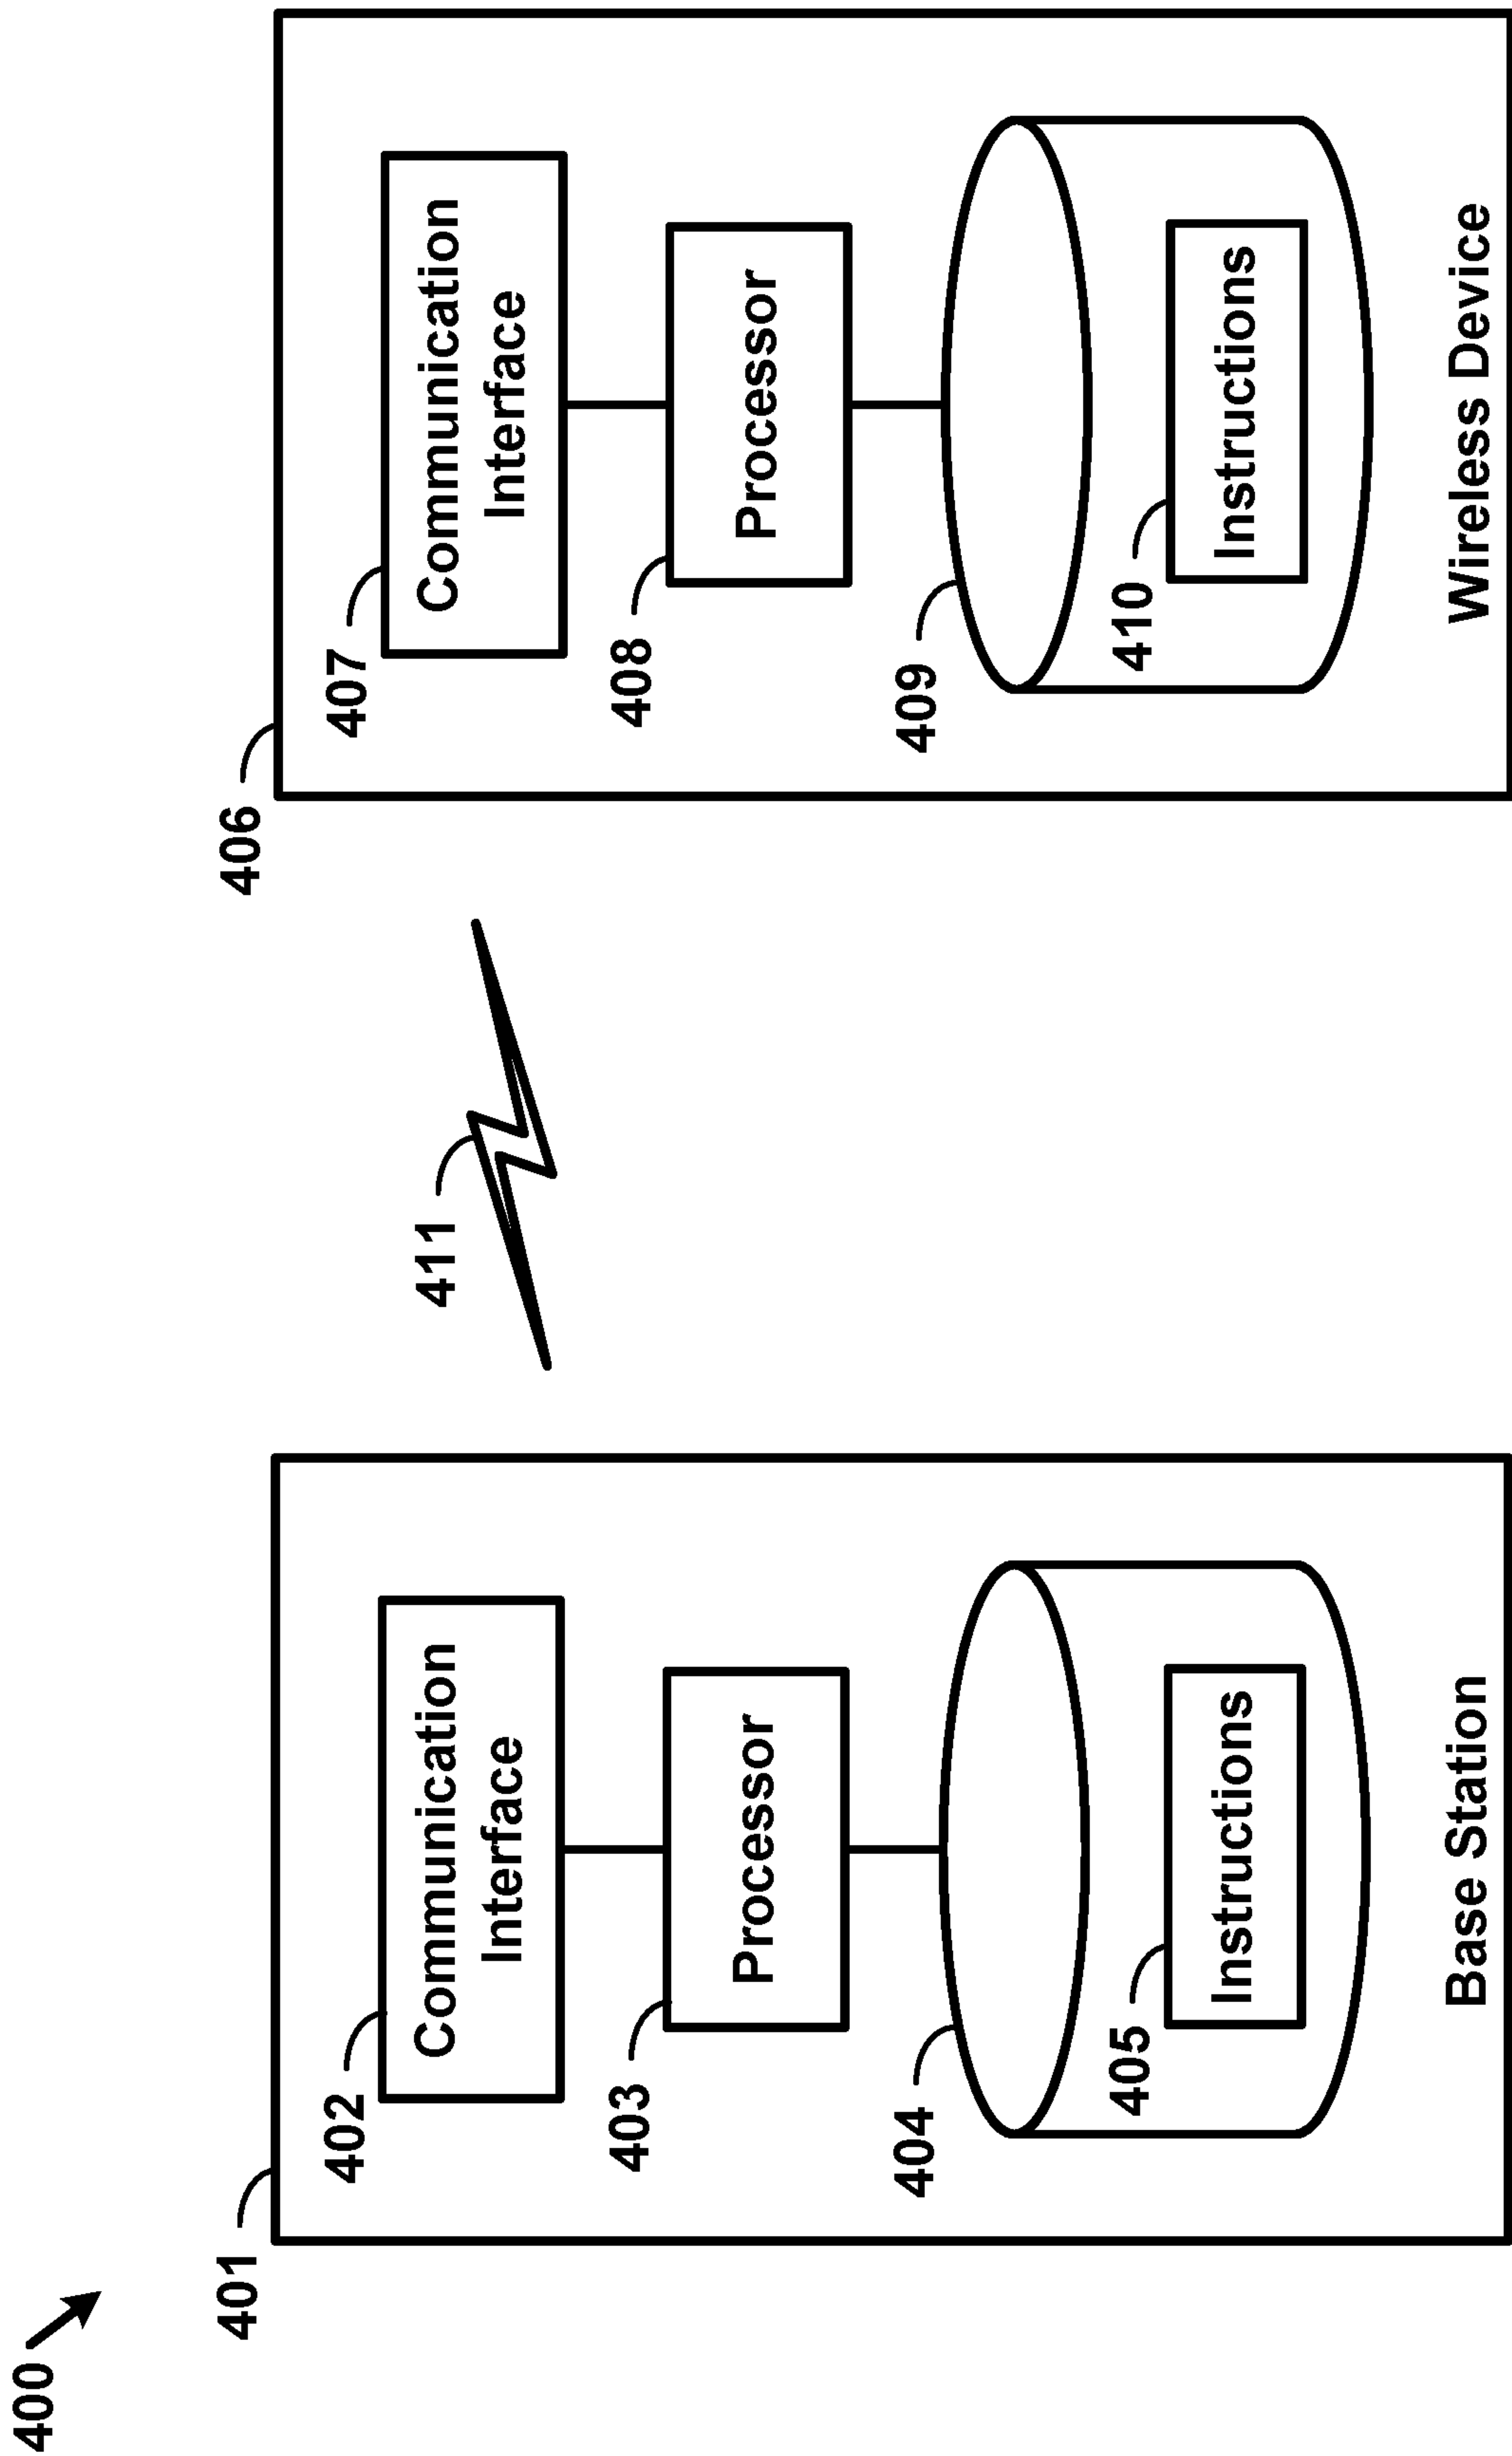 400
401
402
Communication
Interface
403
Processor
404
405
Instructions
Base Station
411
406
407
Communication
Interface
408
Processor
409
410
Instructions
Wireless Device